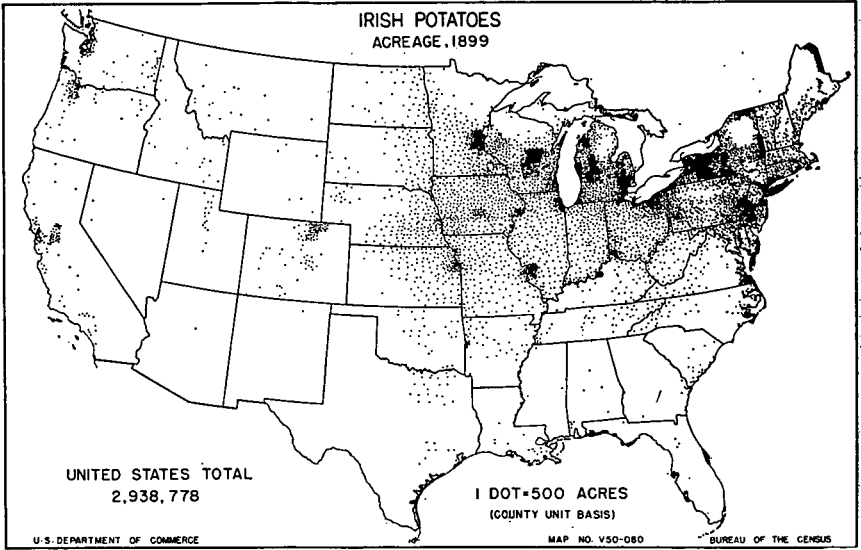 IRISH POTATOES
ACREAGE, 1899
UNITED STATES TOTAL
2,938,778
1 DOT=500 ACRES
(COUNTY UNIT BASIS)
U.S. DEPARTMENT OF COMMERCE
MAP NO. V50-060
BUREAU OF THE CENSUS